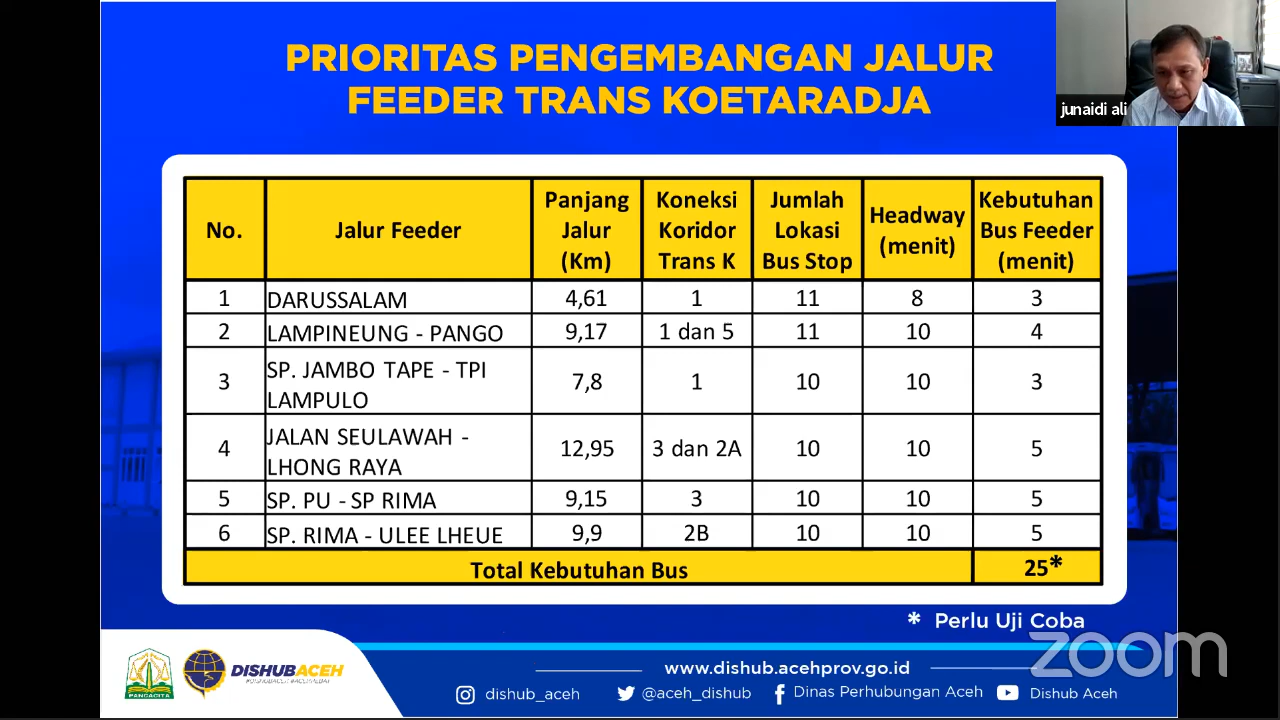 PRIORITAS PENGEMBANGAN JALUR
FEEDER TRANS KOETARADJA
junaidi ali
No. Jalur Feeder Panjang Jalur (Km) Koneksi Koridor Trans K Jumlah Lokasi Bus Stop Headway (menit) Kebutuhan Bus Feeder (menit)
1 DARUSSALAM 4,61 1 11 8 3
2 LAMPINEUNG - PANGO 9,17 1 dan 5 11 10 4
3 SP. JAMBO TAPE - TPI LAMPULO 7,8 1 10 10 3
4 JALAN SEULAWAH - LHONG RAYA 12,95 3 dan 2A 10 10 5
5 SP. PU - SP RIMA 9,15 3 10 10 5
6 SP. RIMA - ULEE LHEUE 9,9 2B 10 10 5
Total Kebutuhan Bus 25*
* Perlu Uji Coba
zoom
PANCACITA
DISHUBACEH
www.dishub.acehprov.go.id
dishub_aceh @aceh_dishub Dinas Perhubungan Aceh Dishub Aceh